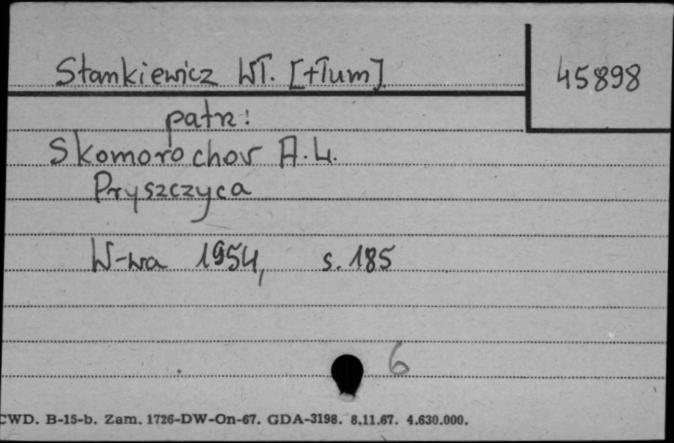 Stankiewicz Wł. [tłum]
45898
patrz:
Skomorochov A.L.
Pryszczyca
W-wa 1954, s. 185
6
CWD. B-15-b. Zam. 1726-DW-On-67. GDA-3198. 8.11.67. 4.630.000.